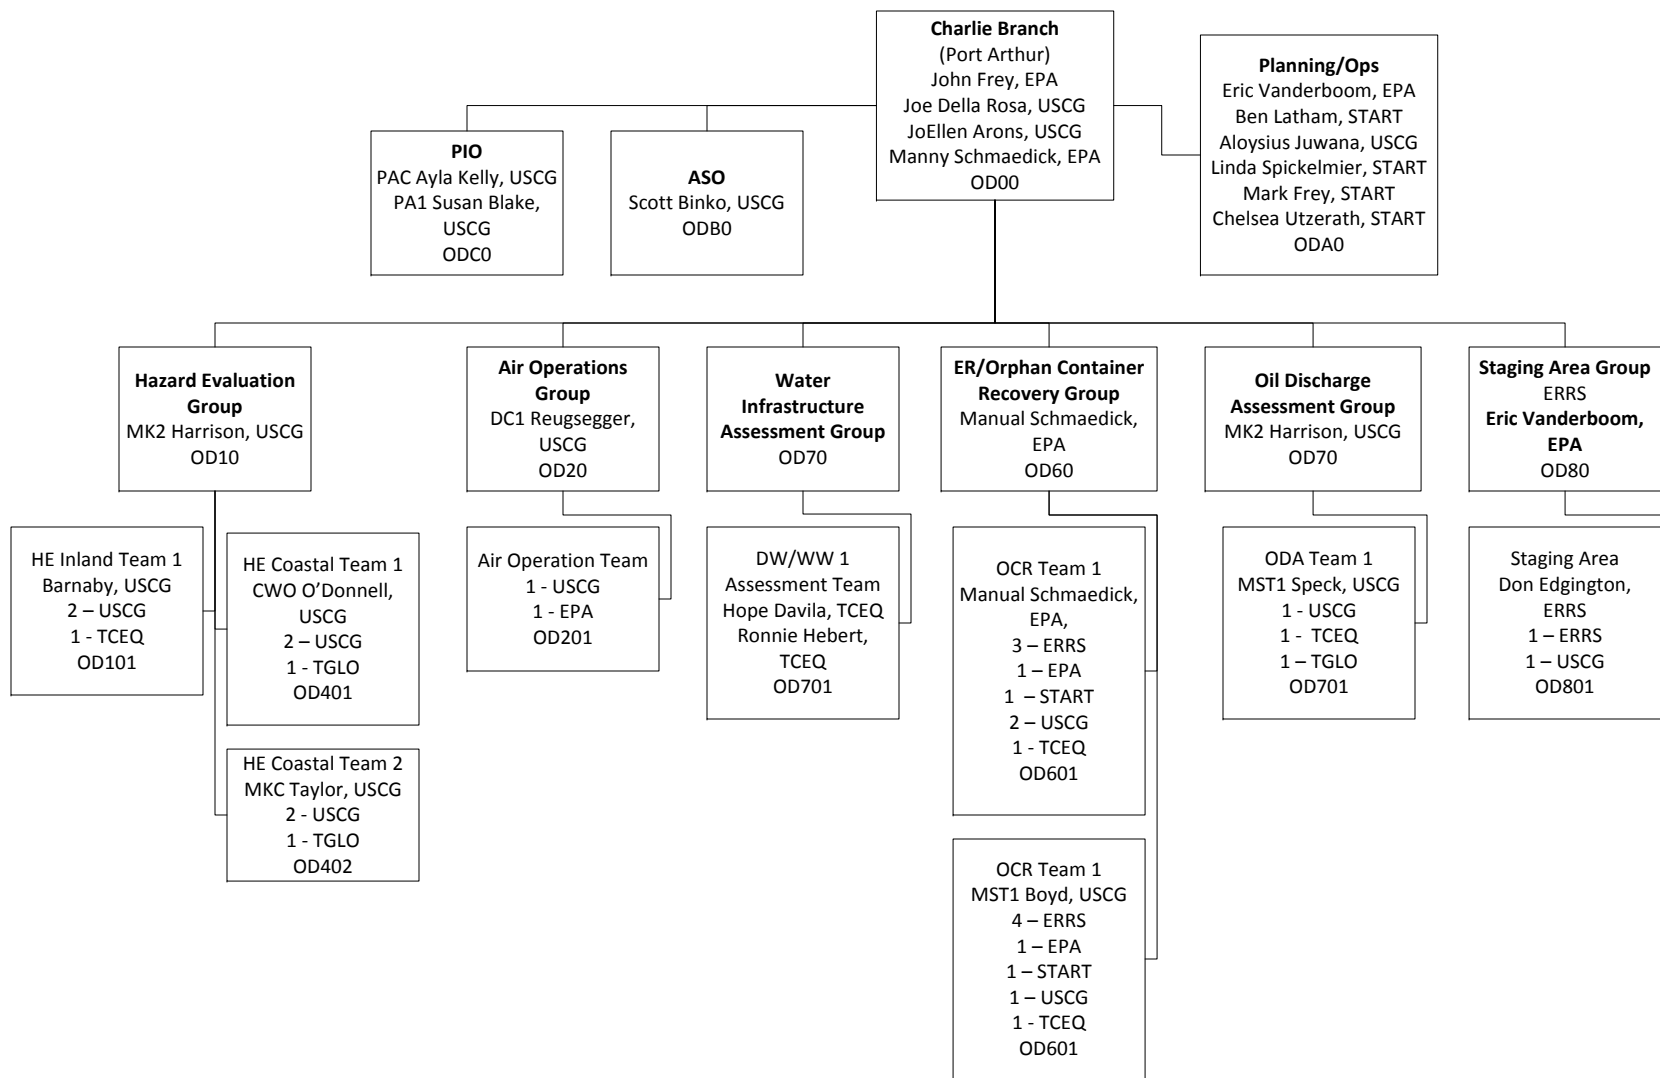 Charlie Branch
(Port Arthur)
John Frey, EPA
Joe Della Rosa, USCG
JoEllen Arons, USCG
Manny Schmaedick, EPA
OD00
Planning/Ops
Eric Vanderboom, EPA
Ben Latham, START
Aloysius Juwana, USCG
Linda Spickelmier, START
Mark Frey, START
Chelsea Utzerath, START
ODA0
PIO
PAC Ayla Kelly, USCG
PA1 Susan Blake,
USCG
ODC0
ASO
Scott Binko, USCG
ODB0
Hazard Evaluation
Group
MK2 Harrison, USCG
OD10
Air Operations
Group
DC1 Reugsegger,
USCG
OD20
Water
Infrastructure
Assessment Group
OD70
ER/Orphan Container
Recovery Group
Manual Schmaedick,
EPA
OD60
Oil Discharge
Assessment Group
MK2 Harrison, USCG
OD70
Staging Area Group
ERRS
Eric Vanderboom,
EPA
OD80
HE Inland Team 1
Barnaby, USCG
2 – USCG
1 - TCEQ
OD101
HE Coastal Team 1
CWO O’Donnell,
USCG
2 – USCG
1 - TGLO
OD401
Air Operation Team
1 - USCG
1 - EPA
OD201
DW/WW 1
Assessment Team
Hope Davila, TCEQ
Ronnie Hebert,
TCEQ
OD701
OCR Team 1
Manual Schmaedick,
EPA,
3 – ERRS
1 – EPA
1 – START
2 – USCG
1 - TCEQ
OD601
ODA Team 1
MST1 Speck, USCG
1 - USCG
1 - TCEQ
1 – TGLO
OD701
Staging Area
Don Edgington,
ERRS
1 – ERRS
1 – USCG
OD801
HE Coastal Team 2
MKC Taylor, USCG
2 - USCG
1 - TGLO
OD402
OCR Team 1
MST1 Boyd, USCG
4 – ERRS
1 – EPA
1 – START
1 – USCG
1 - TCEQ
OD601